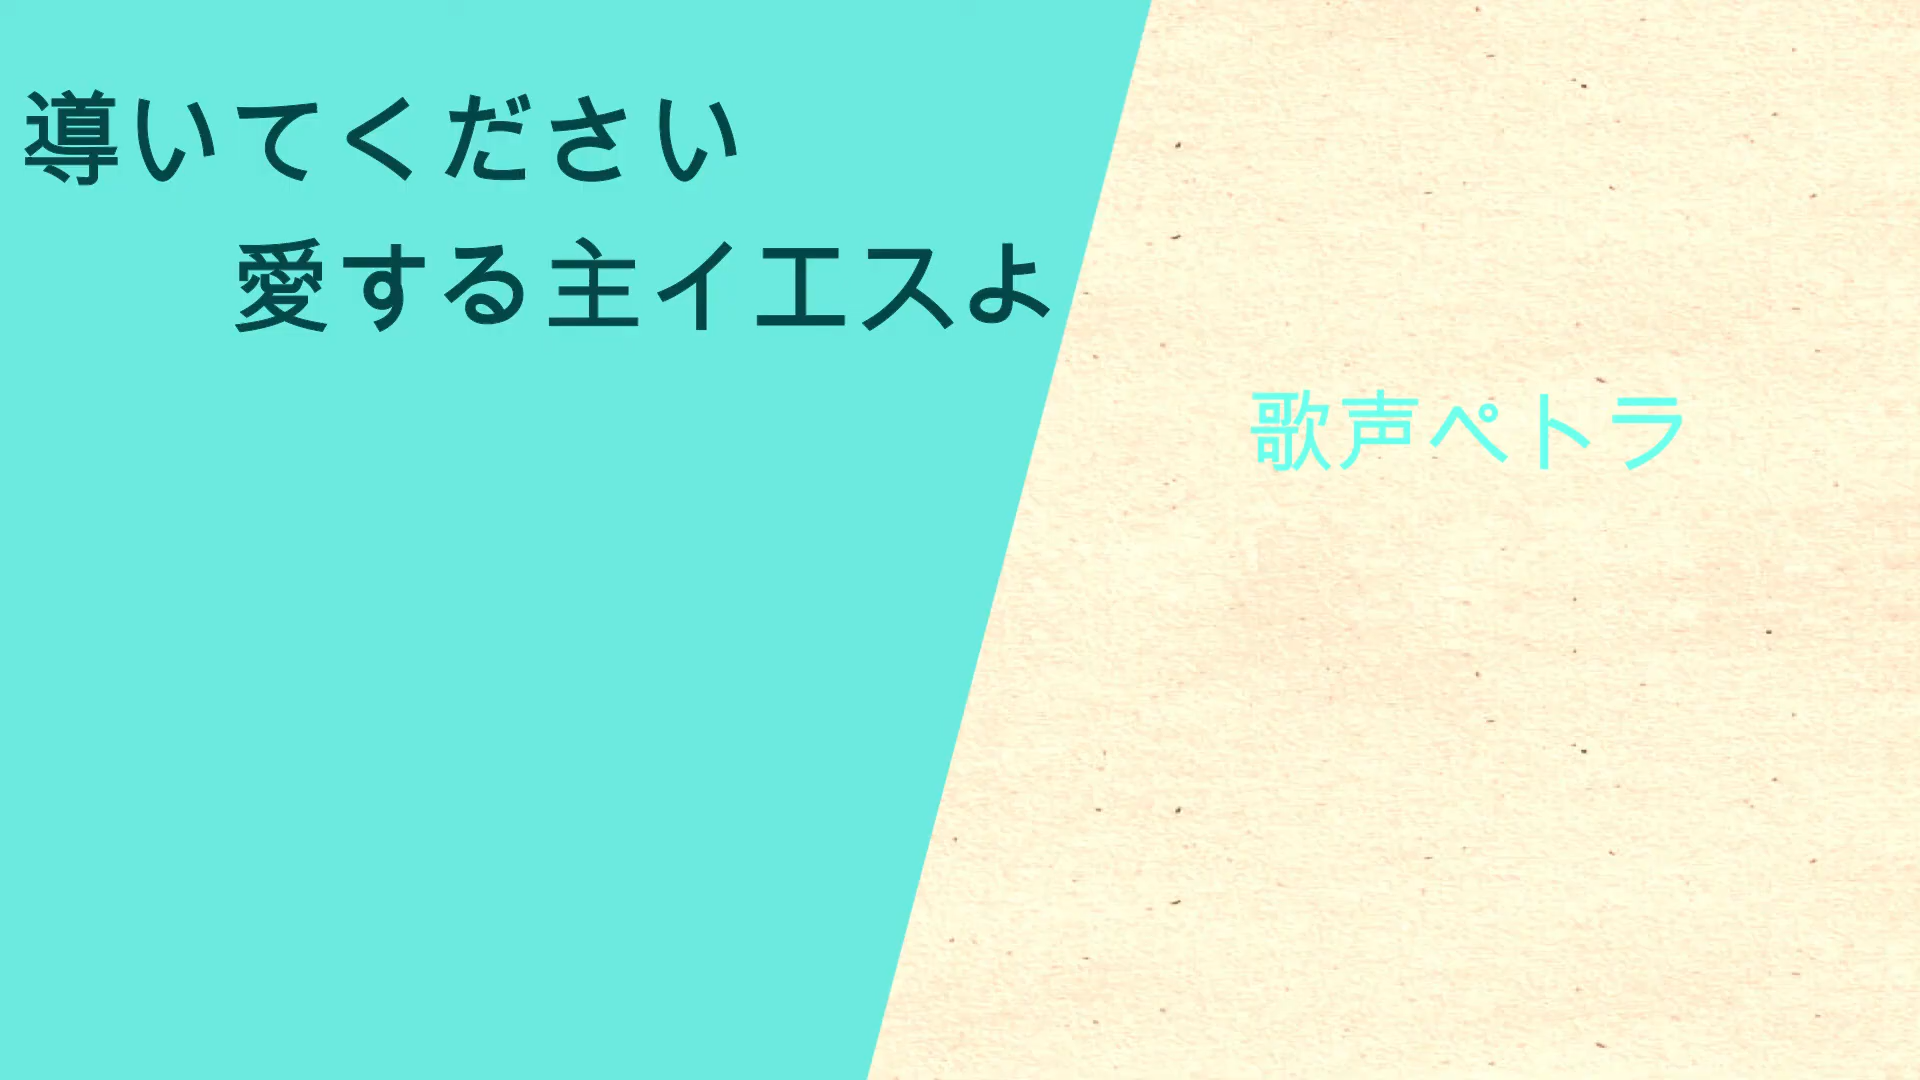 導いてください
愛する主イエスよ
歌声ペトラ